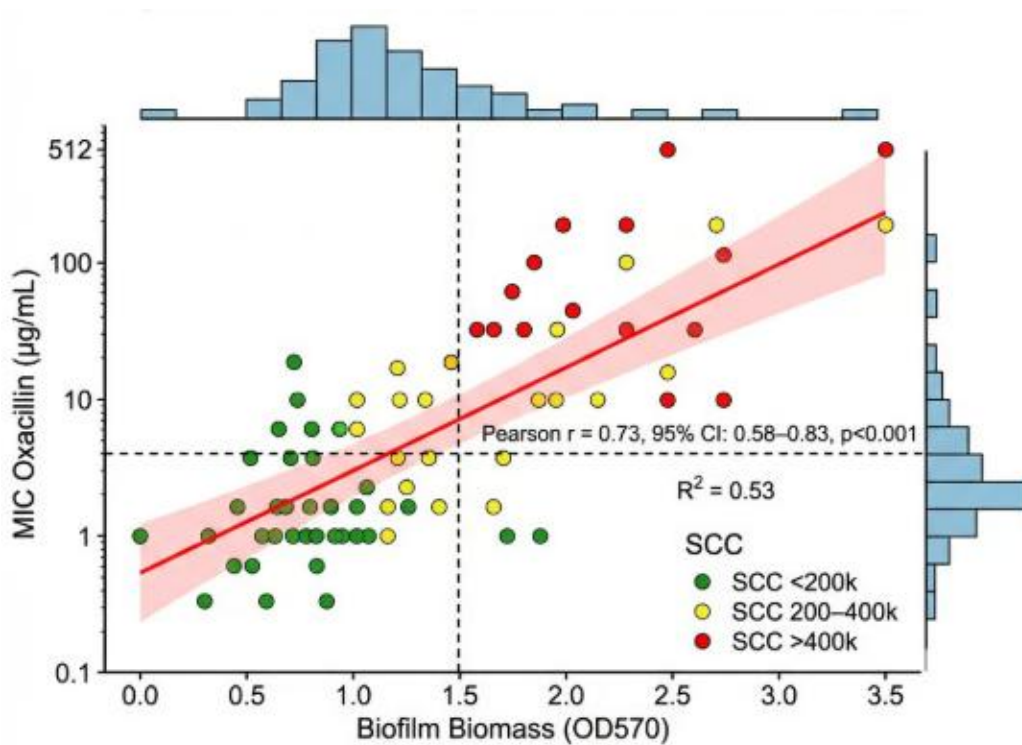 512
100
10
1
0.1
MIC Oxacillin (µg/mL)
Pearson r = 0.73, 95% CI: 0.58–0.83, p<0.001
R² = 0.53
SCC
SCC <200k
SCC 200–400k
SCC >400k
0.0 0.5 1.0 1.5 2.0 2.5 3.0 3.5
Biofilm Biomass (OD570)